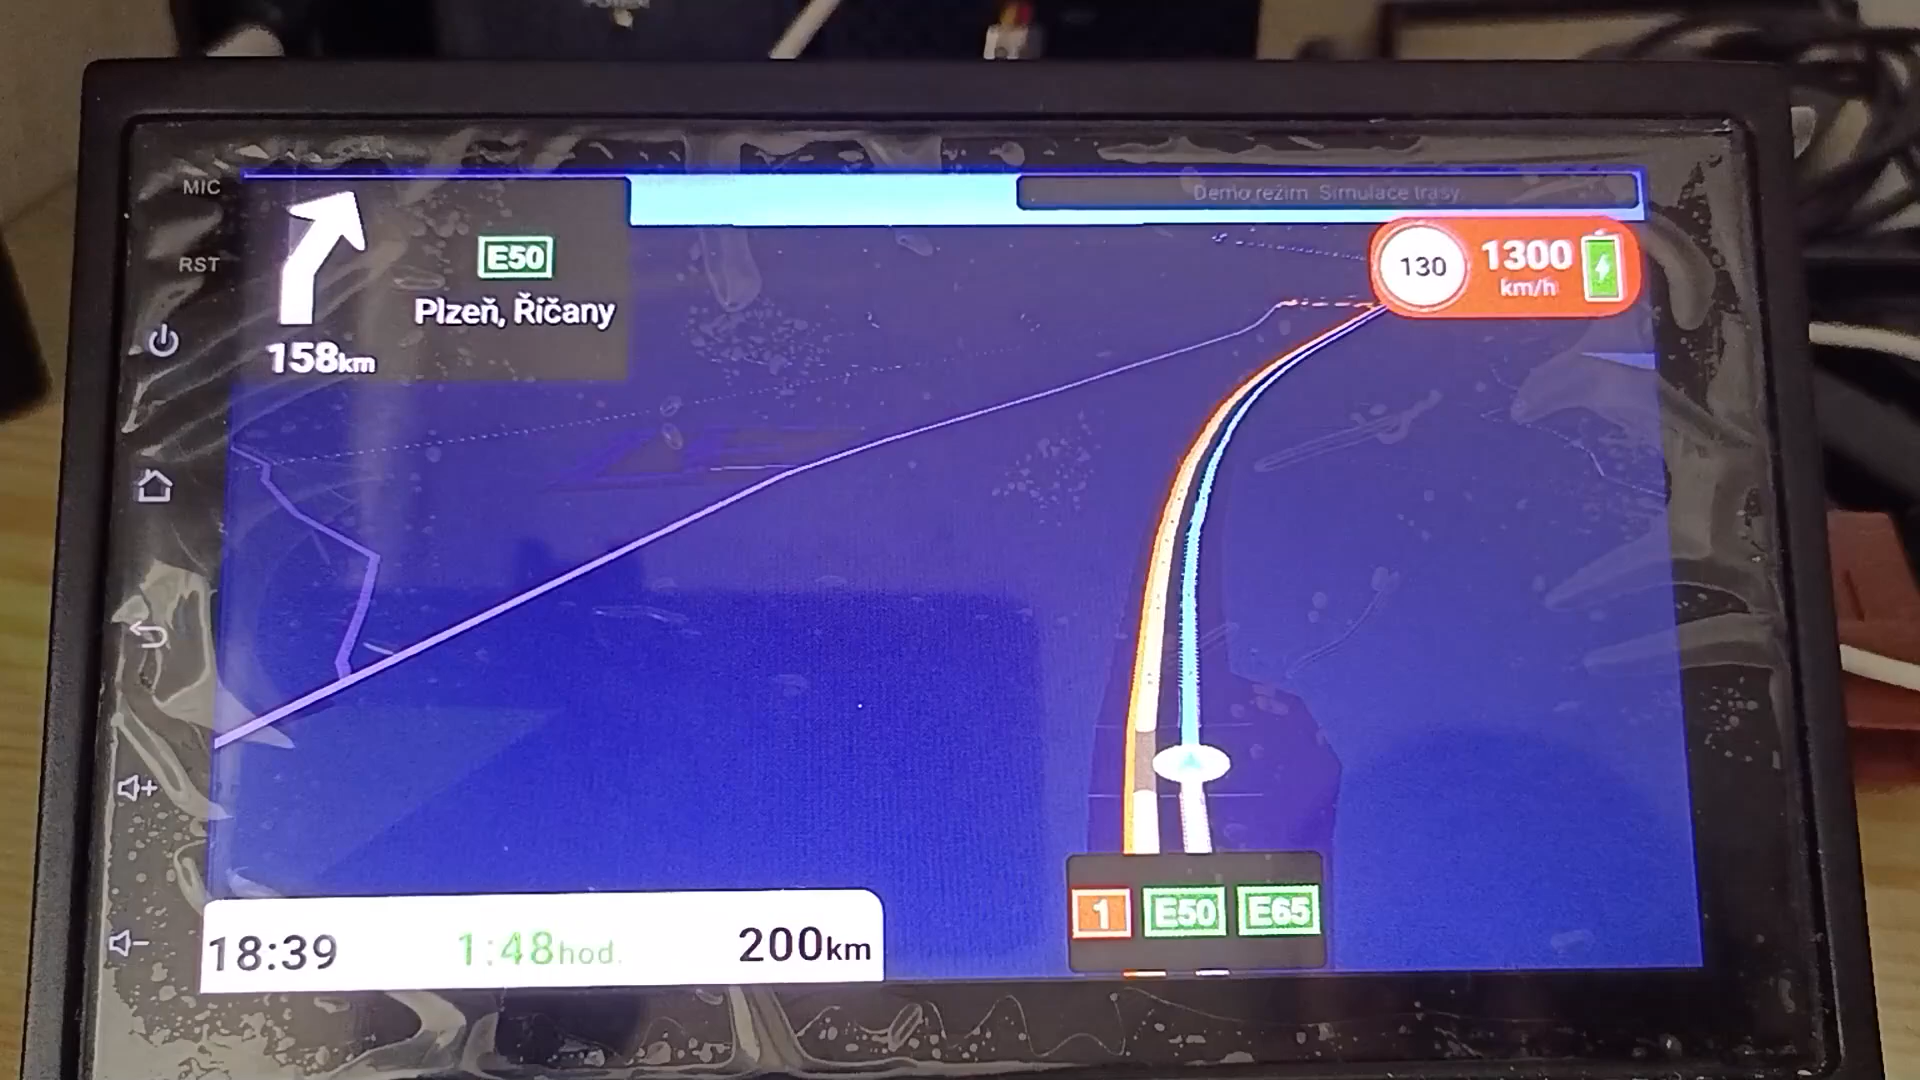 MIC
RST
Demo režim. Simulace trasy.
E50
Plzeň, Říčany
158km
130
1300
km/h
1 E50 E65
18:39 1:48hod. 200km